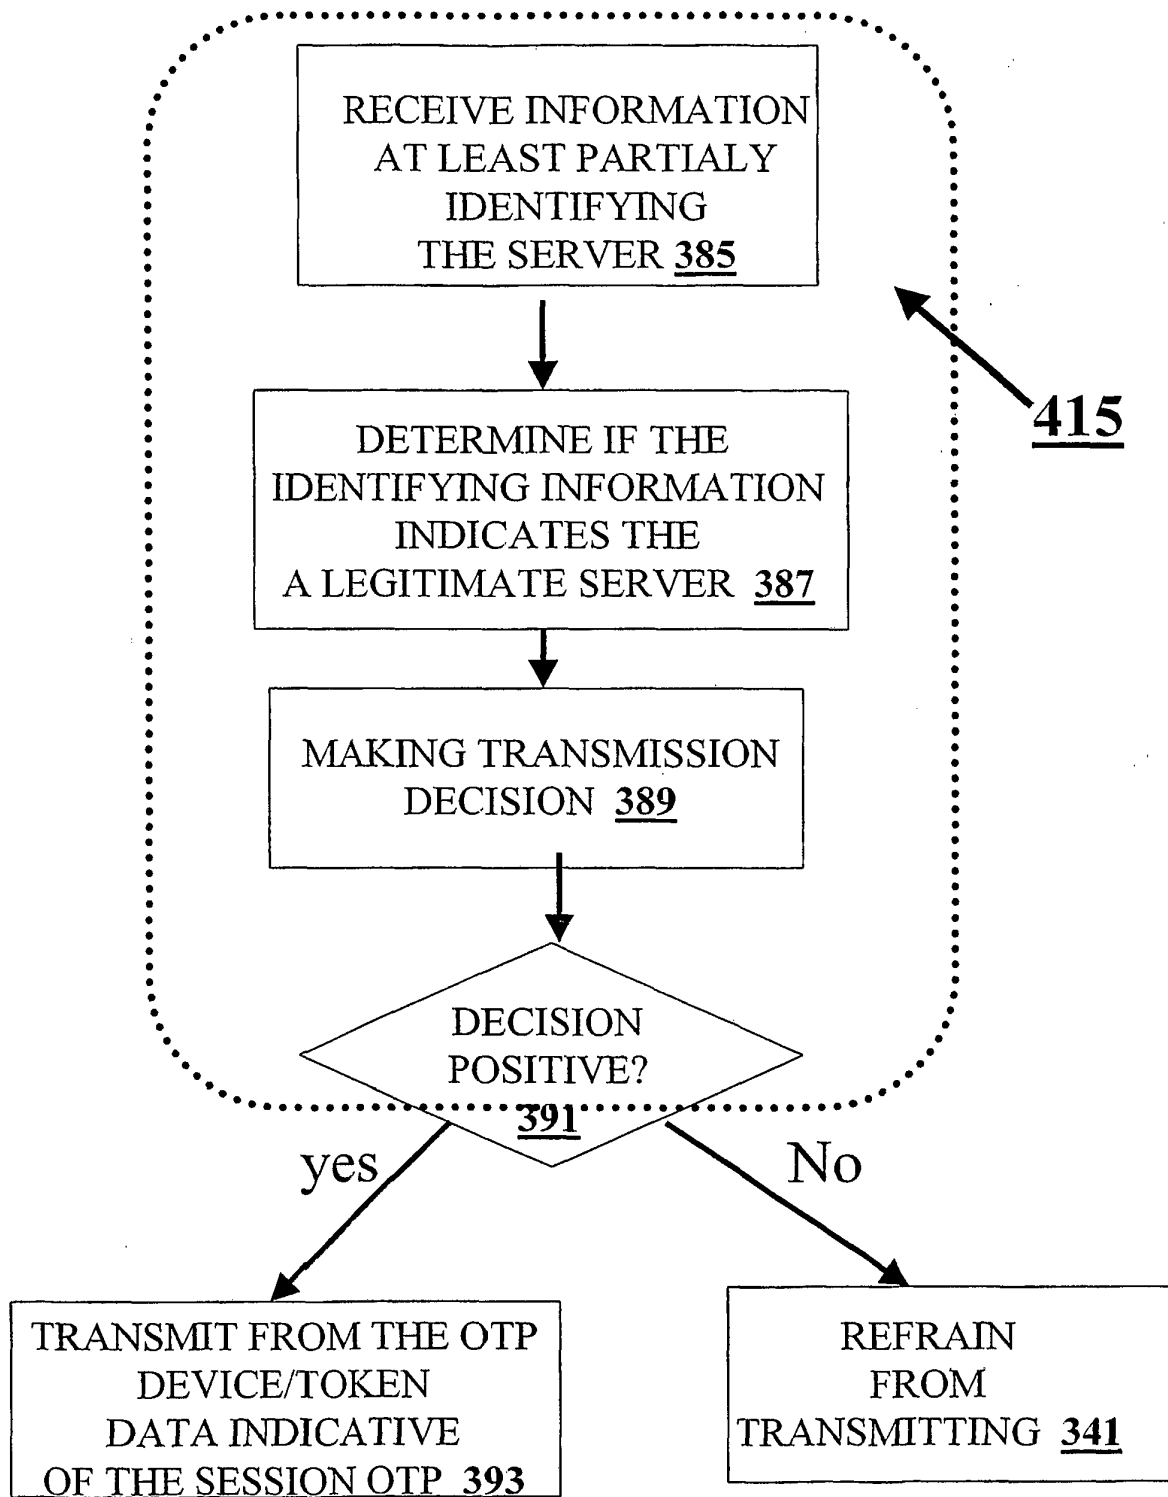 RECEIVE INFORMATION
AT LEAST PARTIALY
IDENTIFYING
THE SERVER 385
415
DETERMINE IF THE
IDENTIFYING INFORMATION
INDICATES THE
A LEGITIMATE SERVER 387
MAKING TRANSMISSION
DECISION 389
DECISION
POSITIVE?
391
yes
No
TRANSMIT FROM THE OTP
DEVICE/TOKEN
DATA INDICATIVE
OF THE SESSION OTP 393
REFRAIN
FROM
TRANSMITTING 341